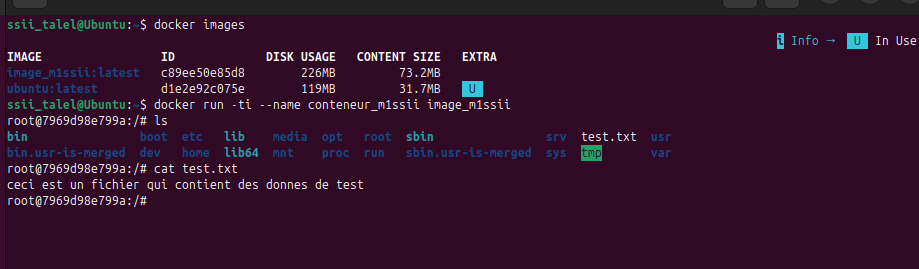 ssii_talel@Ubuntu:~$ docker images
i Info → U In Use
IMAGE ID DISK USAGE CONTENT SIZE EXTRA
image_m1ssii:latest c89ee50e85d8 226MB 73.2MB
ubuntu:latest d1e2e92c075e 119MB 31.7MB U
ssii_talel@Ubuntu:~$ docker run -ti --name conteneur_m1ssii image_m1ssii
root@7969d98e799a:/# ls
bin boot etc lib media opt root sbin srv test.txt usr
bin.usr-is-merged dev home lib64 mnt proc run sbin.usr-is-merged sys tmp var
root@7969d98e799a:/# cat test.txt
ceci est un fichier qui contient des donnes de test
root@7969d98e799a:/#